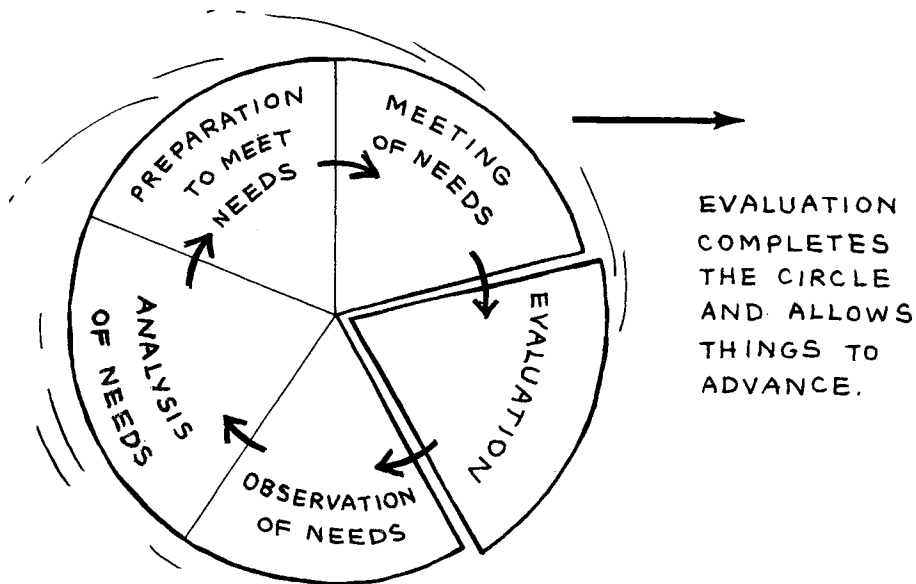 PREPARATION
TO MEET
NEEDS
MEETING
OF NEEDS
EVALUATION
OBSERVATION
OF NEEDS
ANALYSIS
OF NEEDS
EVALUATION
COMPLETES
THE CIRCLE
AND ALLOWS
THINGS TO
ADVANCE.